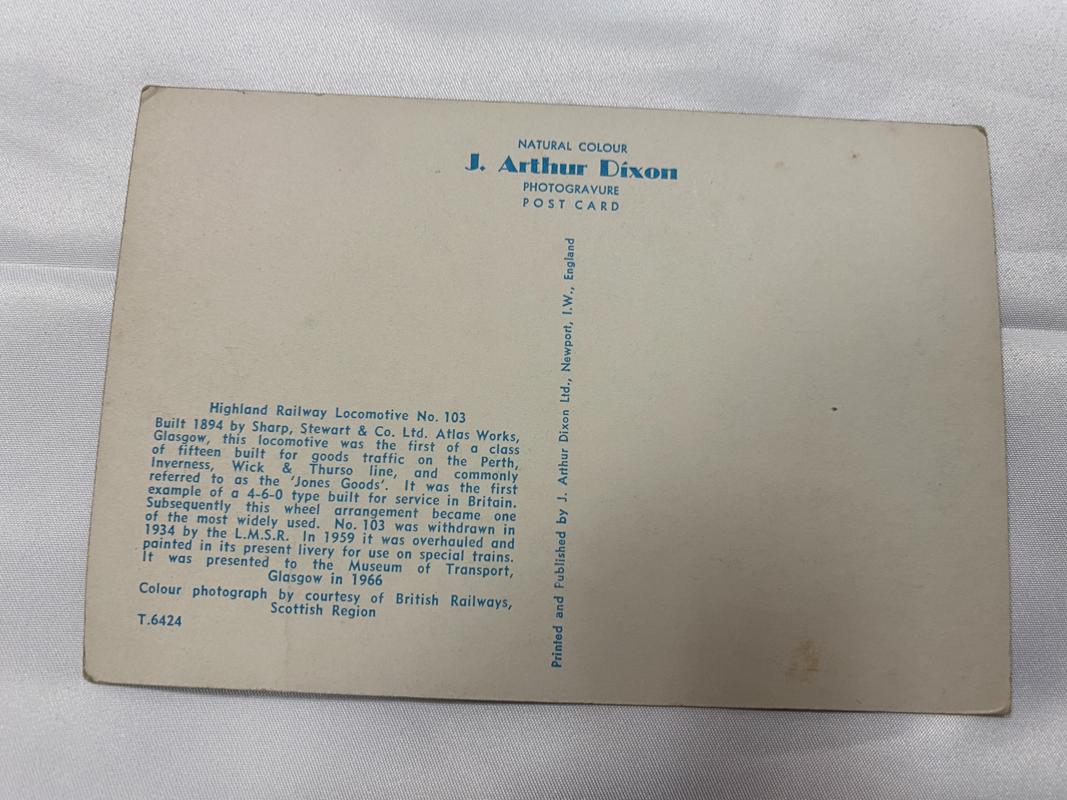 NATURAL COLOUR
J. Arthur Dixon
PHOTOGRAVURE
POST CARD
Highland Railway Locomotive No. 103
Built 1894 by Sharp, Stewart & Co. Ltd. Atlas Works,
Glasgow, this locomotive was the first of a class
of fifteen built for goods traffic on the Perth,
Inverness, Wick & Thurso line, and commonly
referred to as the 'Jones Goods'. It was the first
example of a 4-6-0 type built for service in Britain.
Subsequently this wheel arrangement became one
of the most widely used. No. 103 was withdrawn in
1934 by the L.M.S.R. In 1959 it was overhauled and
painted in its present livery for use on special trains.
It was presented to the Museum of Transport,
Glasgow in 1966
Colour photograph by courtesy of British Railways,
Scottish Region
T.6424
Printed and Published by J. Arthur Dixon Ltd., Newport, I.W., England